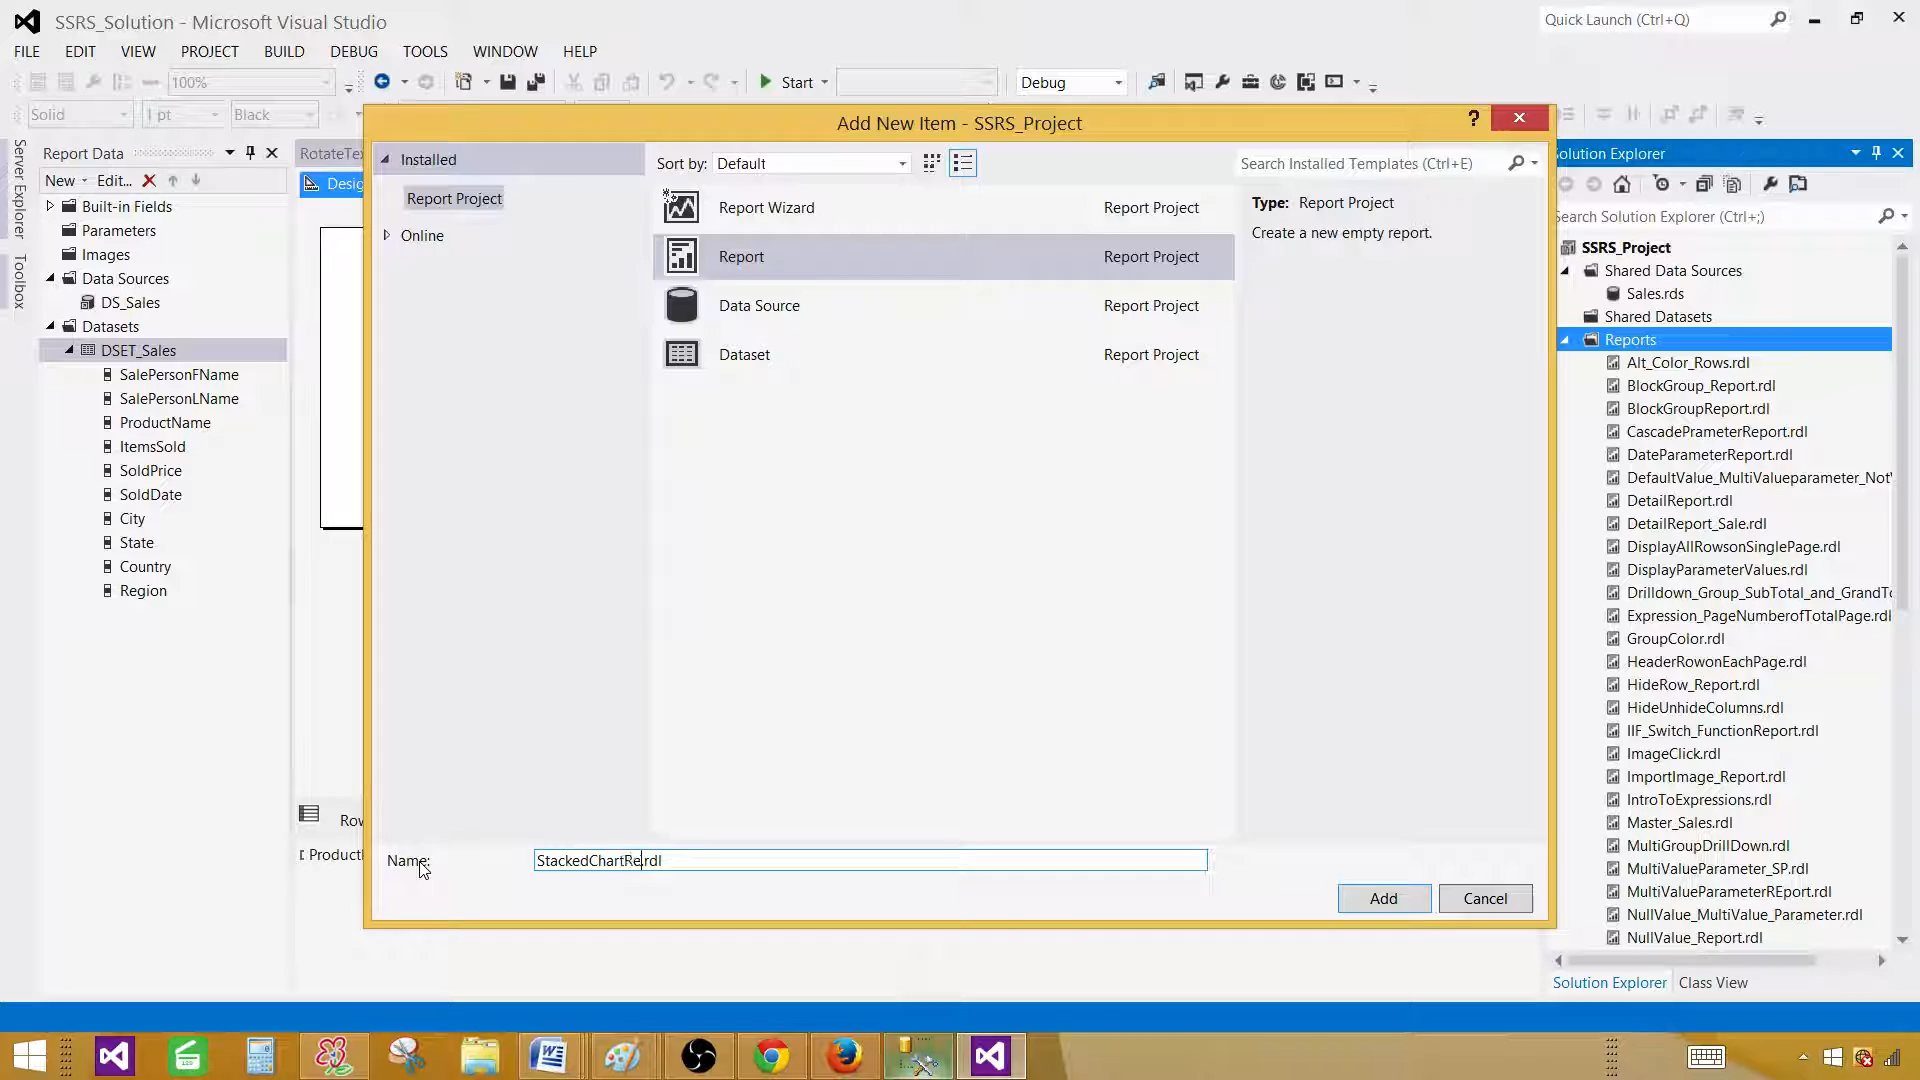 SSRS_Solution - Microsoft Visual Studio
Quick Launch (Ctrl+Q)
FILE EDIT VIEW PROJECT BUILD DEBUG TOOLS WINDOW HELP
100%
Start
Debug
Solid
1 pt
Black
Add New Item - SSRS_Project
Server Explorer
Toolbox
Report Data
New
Edit...
Built-in Fields
Parameters
Images
Data Sources
DS_Sales
Datasets
DSET_Sales
SalePersonFName
SalePersonLName
ProductName
ItemsSold
SoldPrice
SoldDate
City
State
Country
Region
RotateTex
Desig
Row
Installed
Report Project
Online
Sort by: Default
Search Installed Templates (Ctrl+E)
Report Wizard Report Project
Report Report Project
Data Source Report Project
Dataset Report Project
Type: Report Project
Create a new empty report.
Name: StackedChartRe.rdl
Add
Cancel
olution Explorer
Search Solution Explorer (Ctrl+;)
SSRS_Project
Shared Data Sources
Sales.rds
Shared Datasets
Reports
Alt_Color_Rows.rdl
BlockGroup_Report.rdl
BlockGroupReport.rdl
CascadePrameterReport.rdl
DateParameterReport.rdl
DefaultValue_MultiValueparameter_Not
DetailReport.rdl
DetailReport_Sale.rdl
DisplayAllRowsonSinglePage.rdl
DisplayParameterValues.rdl
Drilldown_Group_SubTotal_and_GrandTo
Expression_PageNumberofTotalPage.rdl
GroupColor.rdl
HeaderRowonEachPage.rdl
HideRow_Report.rdl
HideUnhideColumns.rdl
IIF_Switch_FunctionReport.rdl
ImageClick.rdl
ImportImage_Report.rdl
IntroToExpressions.rdl
Master_Sales.rdl
MultiGroupDrillDown.rdl
MultiValueParameter_SP.rdl
MultiValueParameterREport.rdl
NullValue_MultiValue_Parameter.rdl
NullValue_Report.rdl
Solution Explorer
Class View